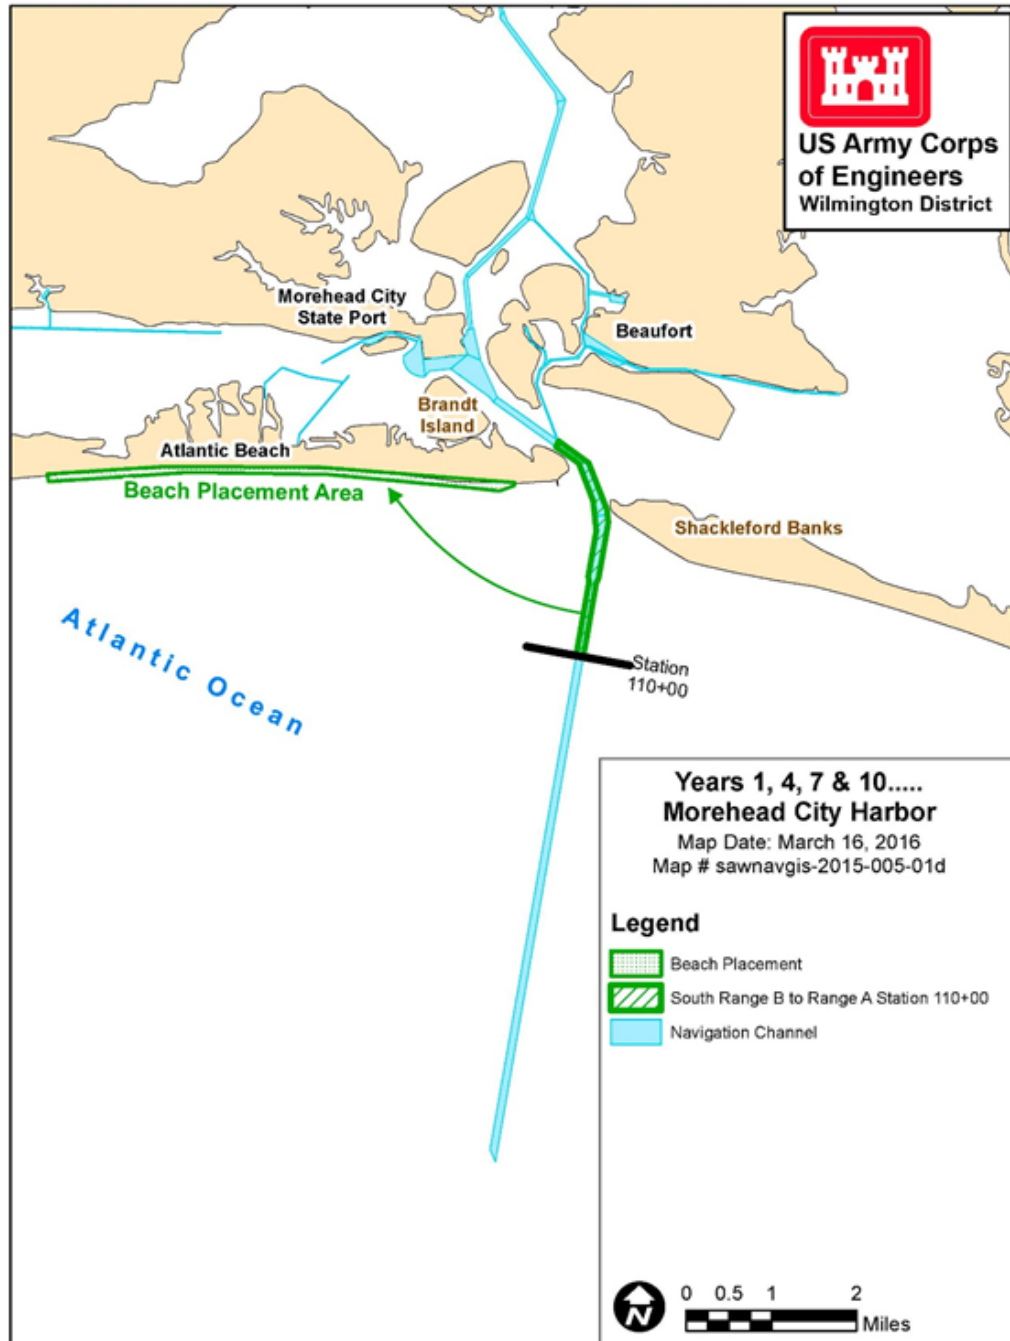 US Army Corps
of Engineers
Wilmington District
Morehead City
State Port
Beaufort
Brandt
Island
Atlantic Beach
Beach Placement Area
Shackleford Banks
Atlantic Ocean
Station
110+00
Years 1, 4, 7 & 10.....
Morehead City Harbor
Map Date: March 16, 2016
Map # sawnavgis-2015-005-01d
Legend
Beach Placement
South Range B to Range A Station 110+00
Navigation Channel
N
0 0.5 1 2
Miles